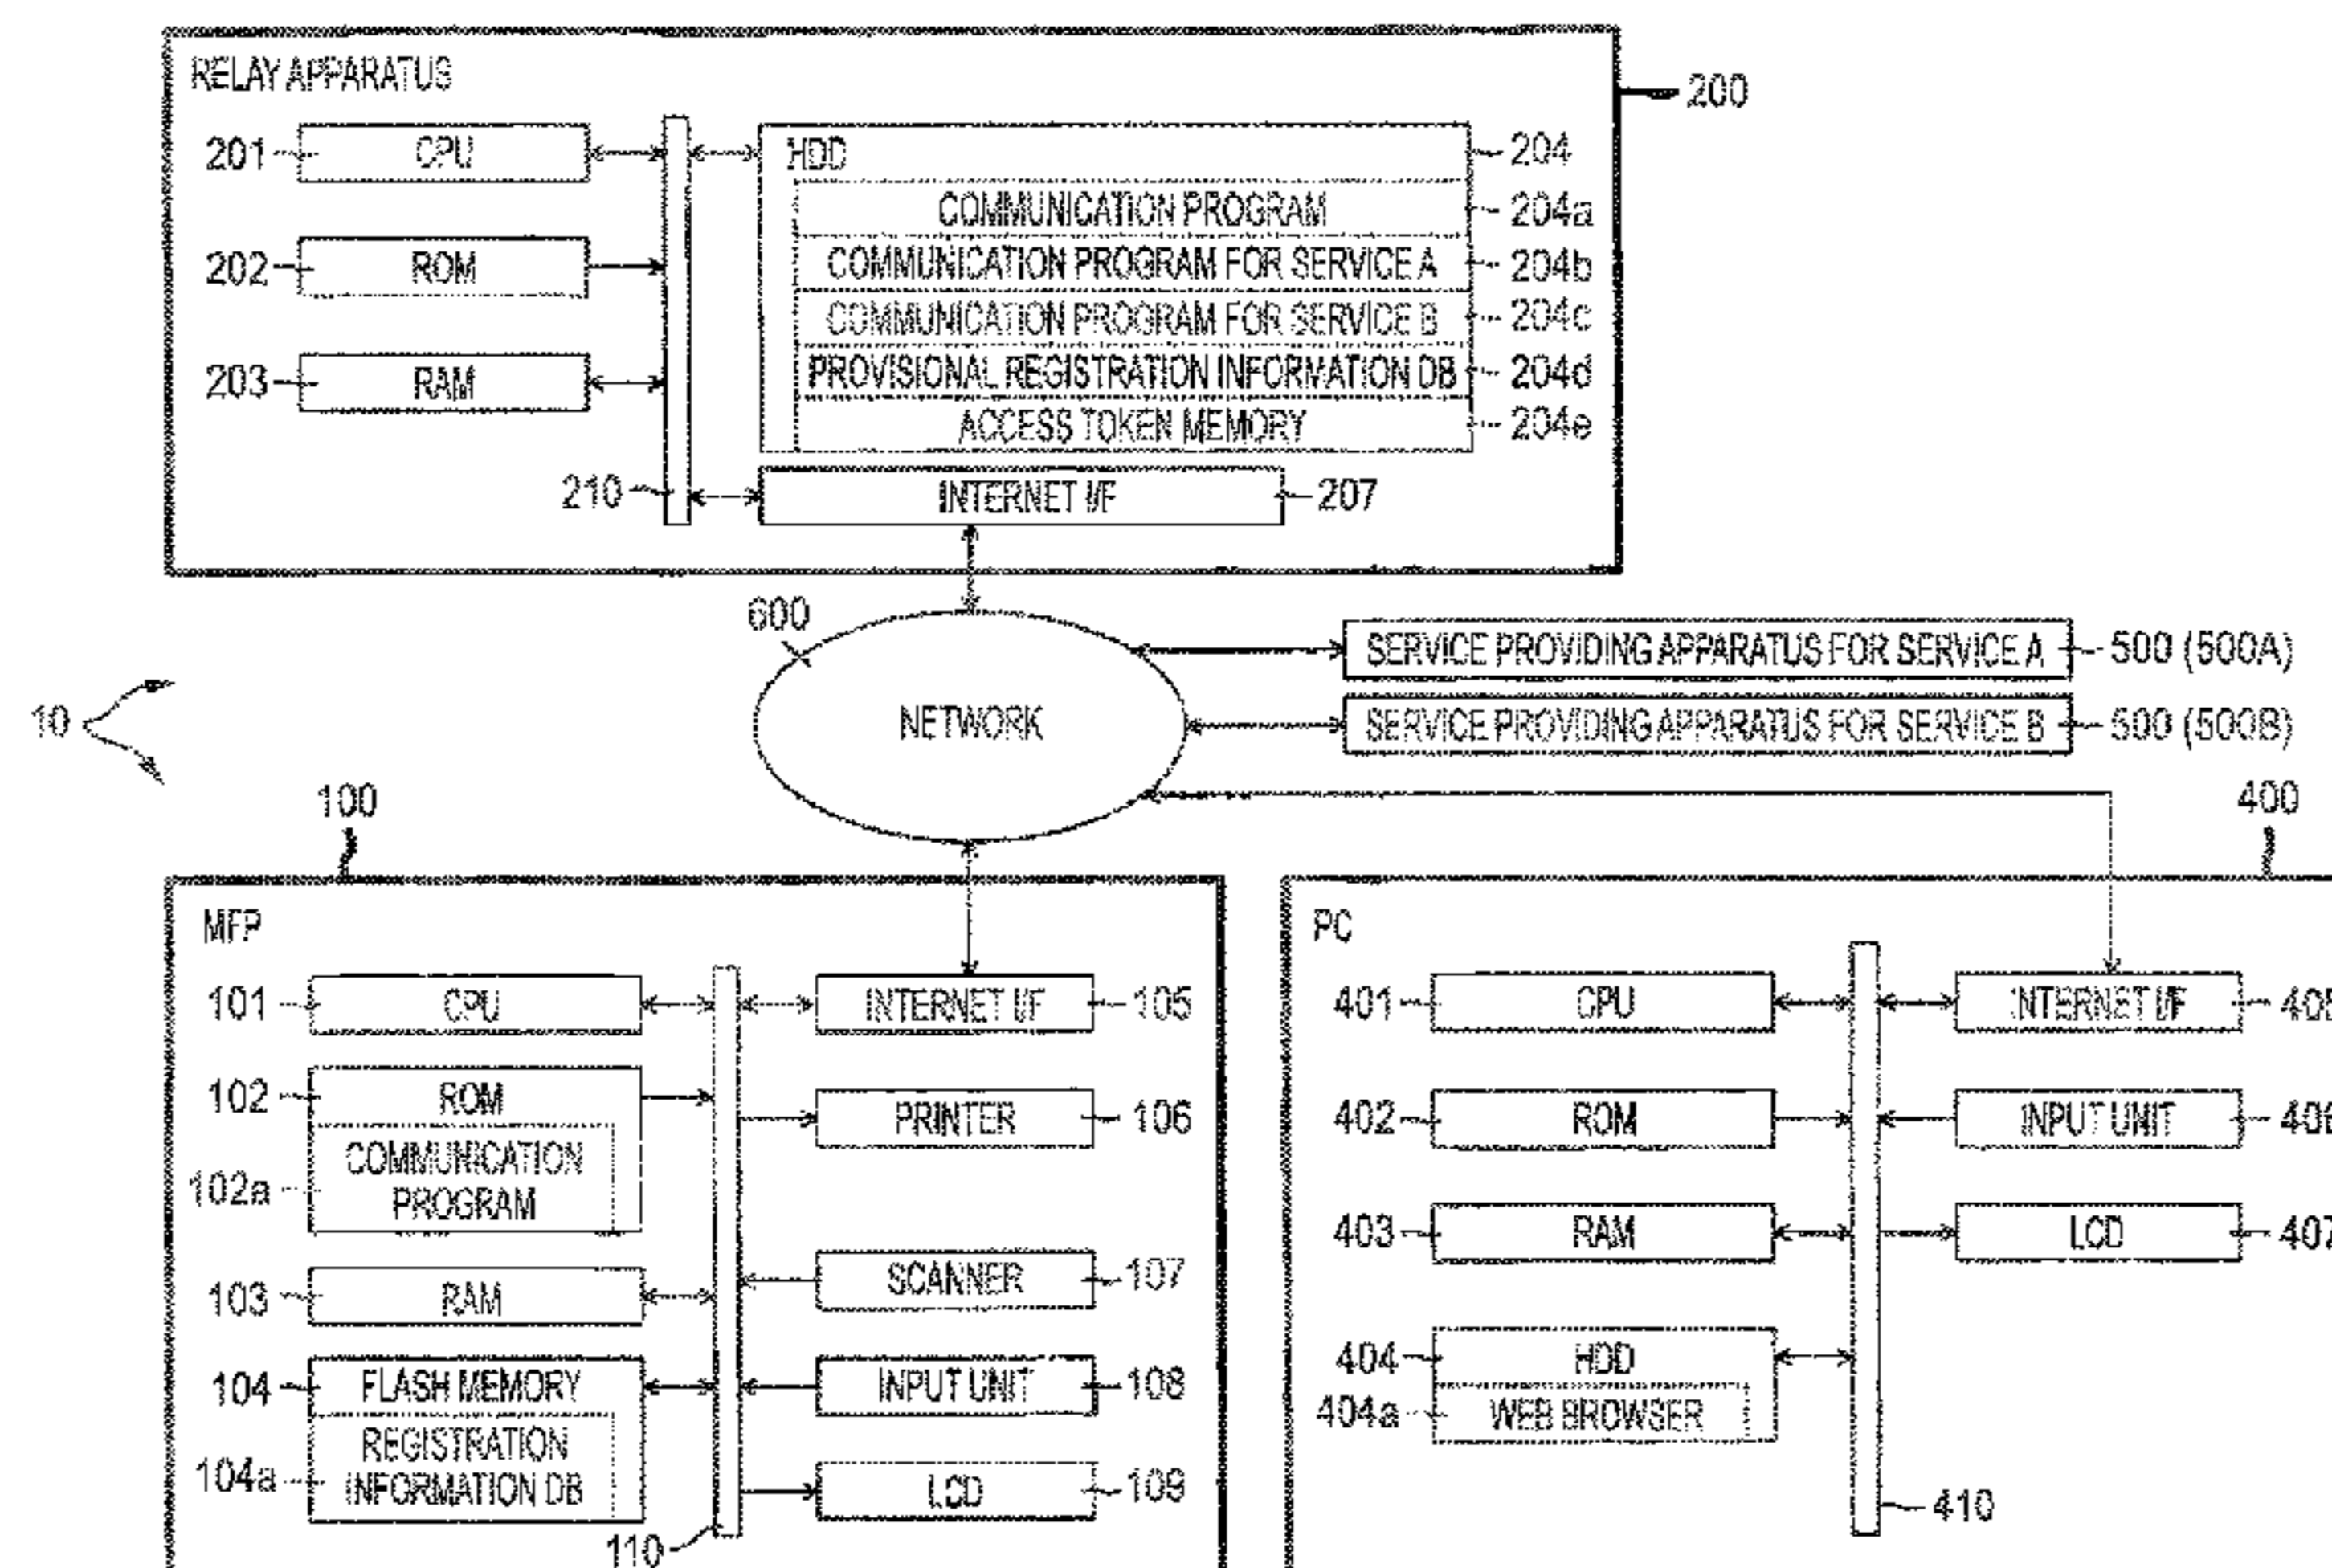 RELAY APPARATUS
200
201
CPU
HDD
204
COMMUNICATION PROGRAM
204a
202
ROM
COMMUNICATION PROGRAM FOR SERVICE A
204b
COMMUNICATION PROGRAM FOR SERVICE B
204c
203
RAM
PROVISIONAL REGISTRATION INFORMATION DB
204d
ACCESS TOKEN MEMORY
204e
210
INTERNET I/F
207
600
SERVICE PROVIDING APPARATUS FOR SERVICE A
500 (500A)
10
NETWORK
SERVICE PROVIDING APPARATUS FOR SERVICE B
500 (500B)
100
400
MFP
101
CPU
INTERNET I/F
105
102
ROM
PRINTER
106
102a
COMMUNICATION
PROGRAM
103
RAM
SCANNER
107
104
FLASH MEMORY
INPUT UNIT
108
104a
REGISTRATION
INFORMATION DB
LCD
109
110
PC
401
CPU
INTERNET I/F
405
402
ROM
INPUT UNIT
406
403
RAM
LCD
407
404
HDD
404a
WEB BROWSER
410